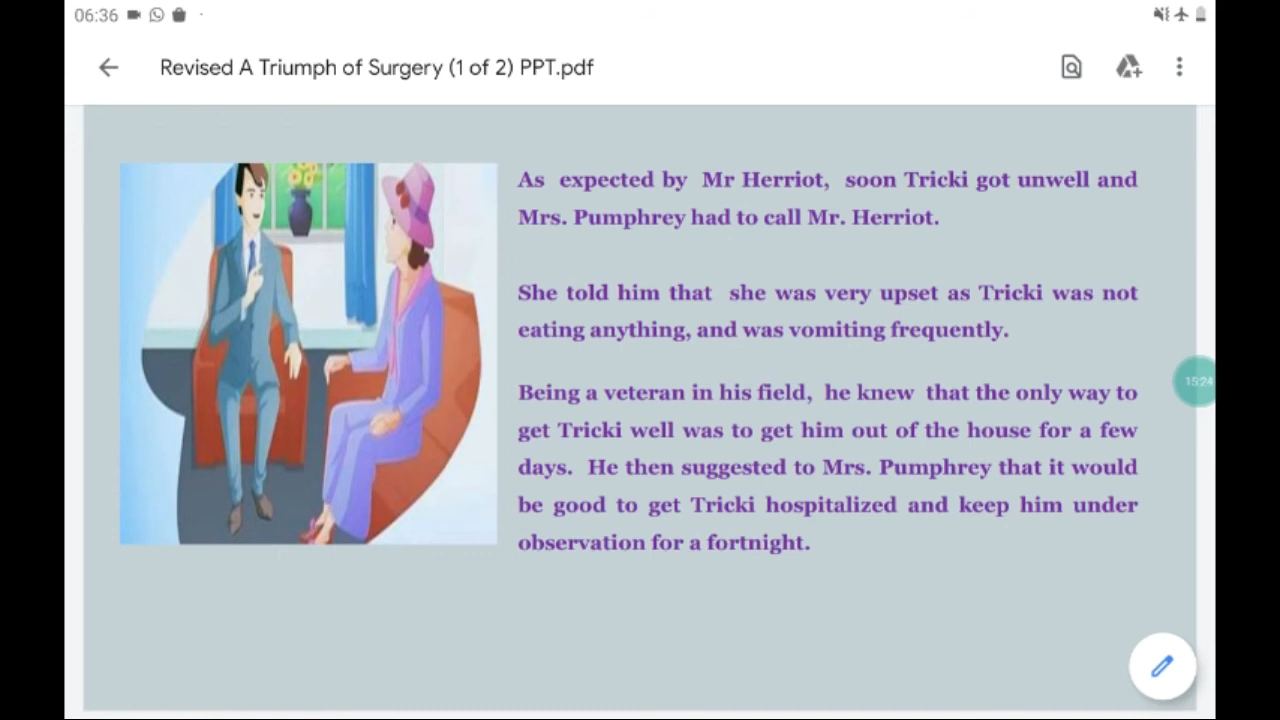 06:36
Revised A Triumph of Surgery (1 of 2) PPT.pdf
As expected by Mr Herriot, soon Tricki got unwell and
Mrs. Pumphrey had to call Mr. Herriot.
She told him that she was very upset as Tricki was not
eating anything, and was vomiting frequently.
Being a veteran in his field, he knew that the only way to
get Tricki well was to get him out of the house for a few
days. He then suggested to Mrs. Pumphrey that it would
be good to get Tricki hospitalized and keep him under
observation for a fortnight.
15:24